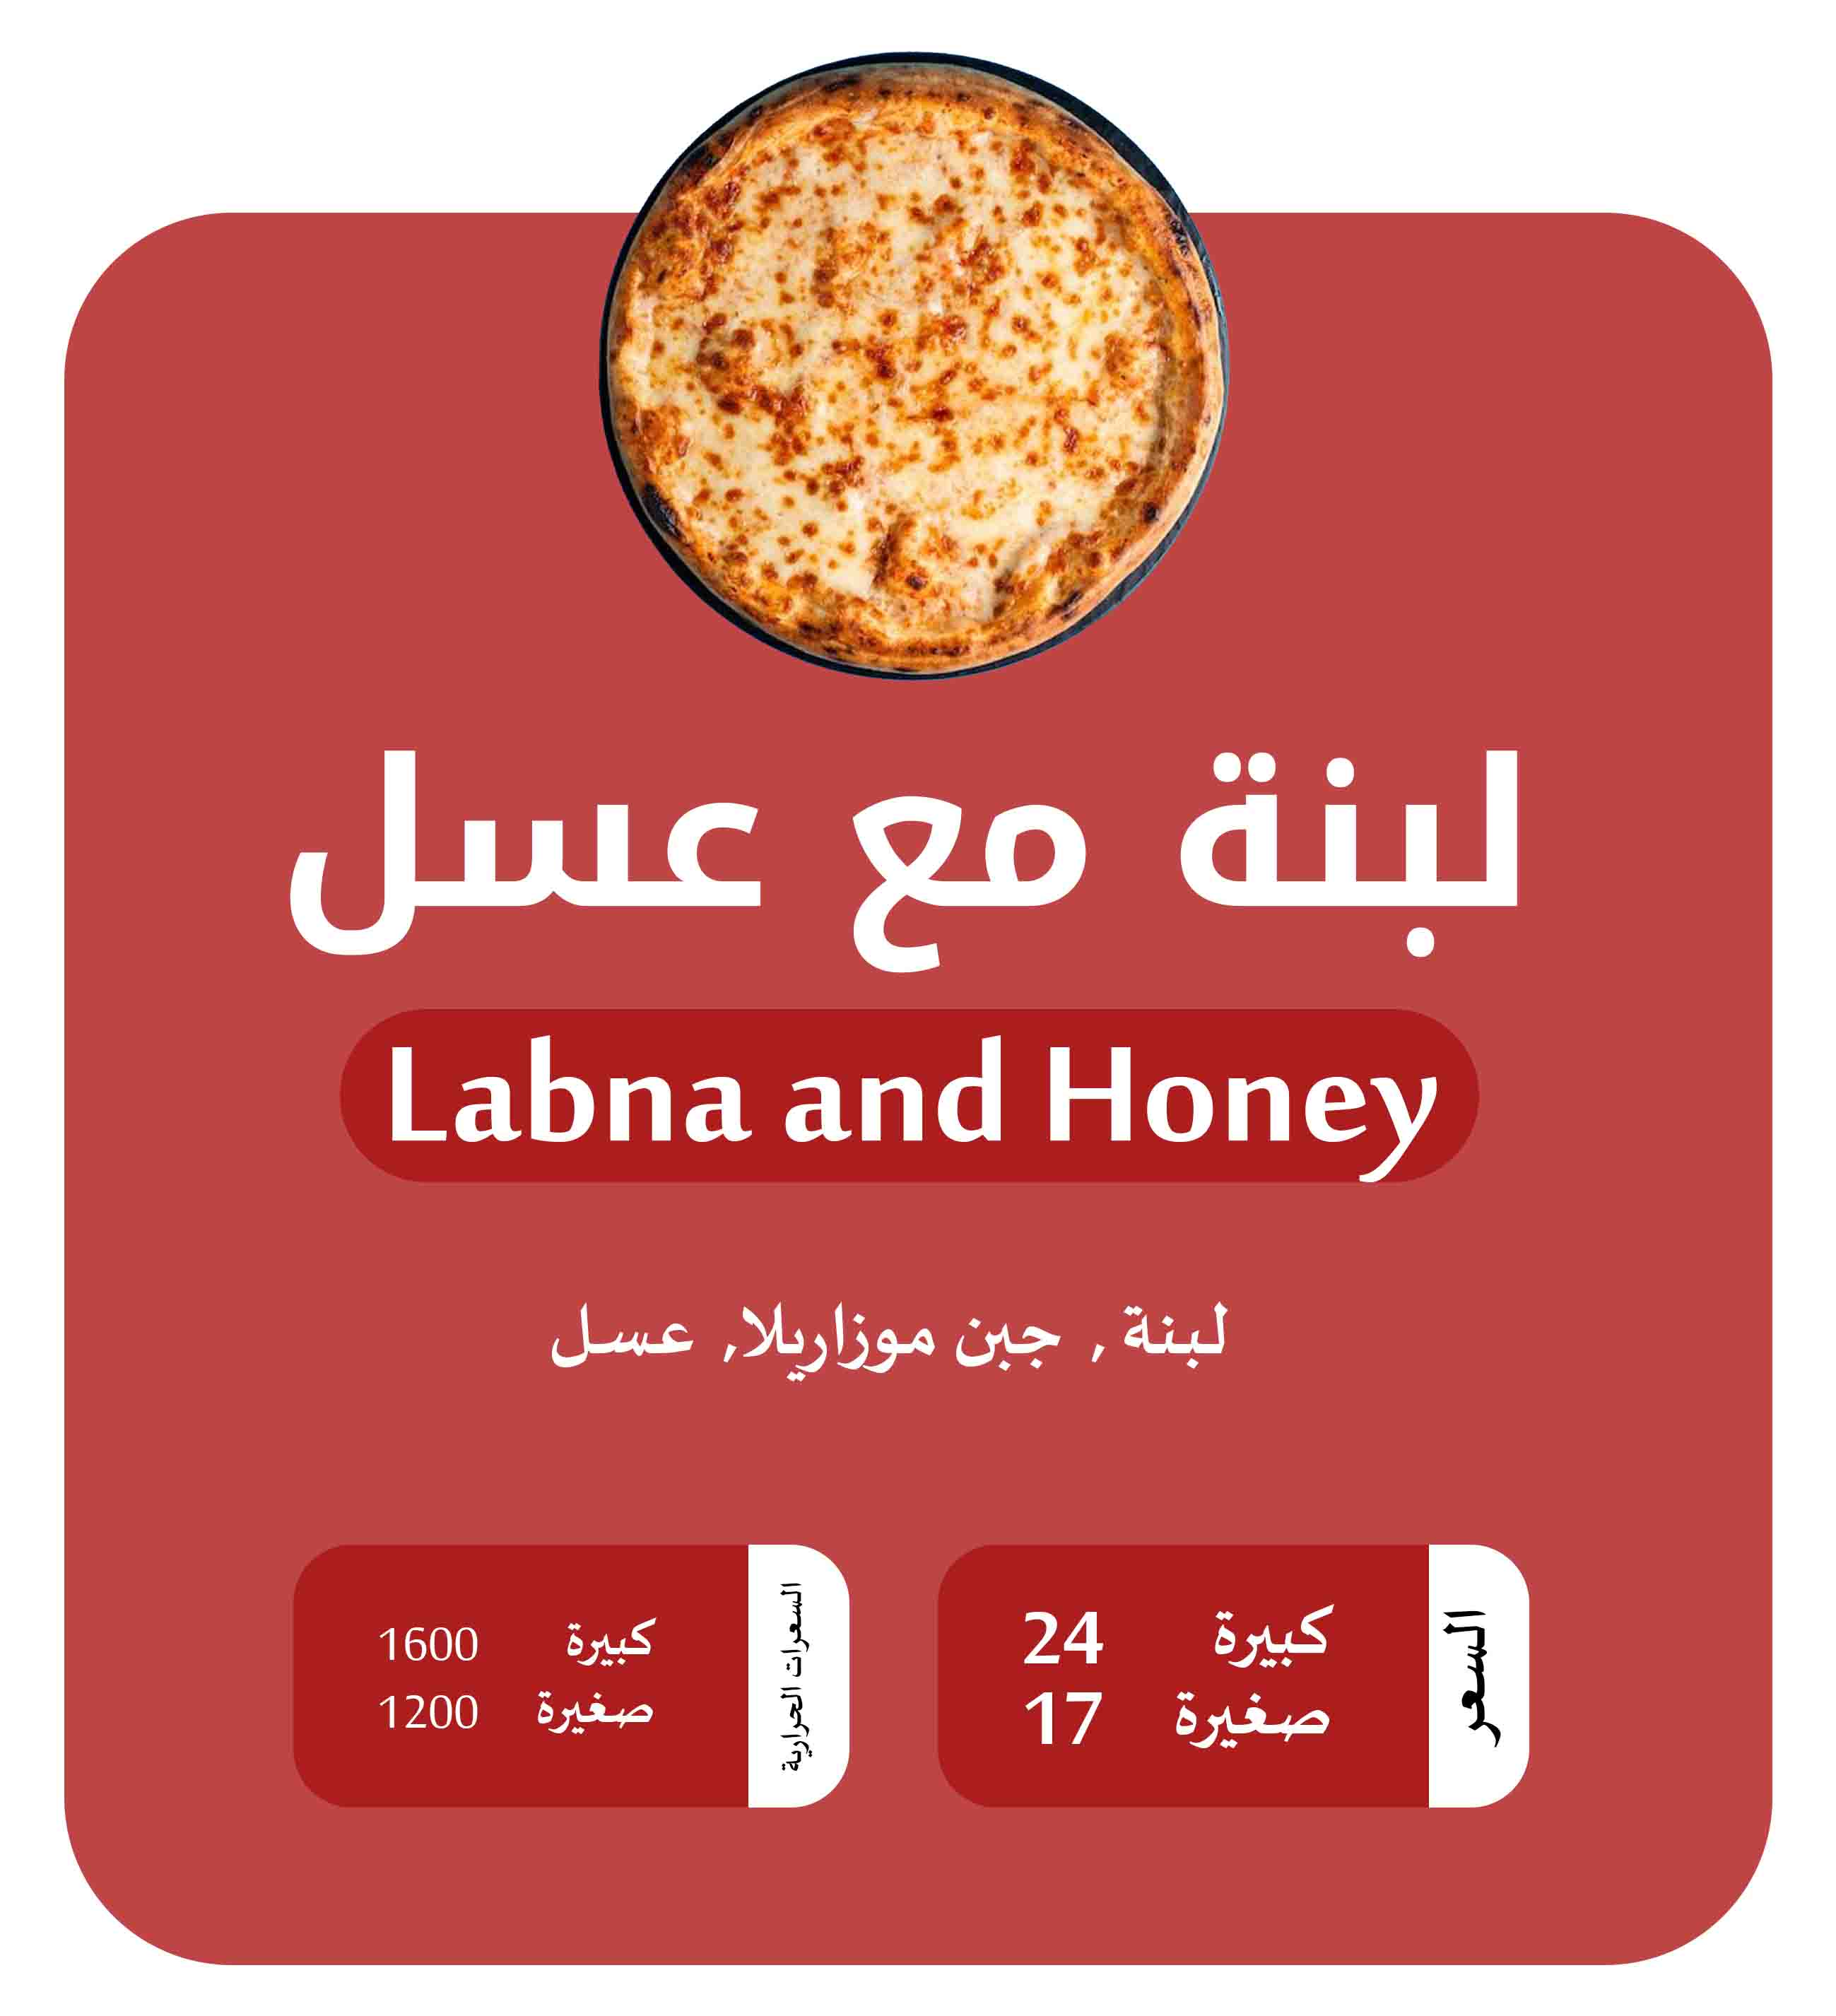 لبنة مع عسل
Labna and Honey
لبنة , جبن موزاريلا, عسل
السعر
كبيرة 24
صغيرة 17
السعرات الحرارية
كبيرة 1600
صغيرة 1200